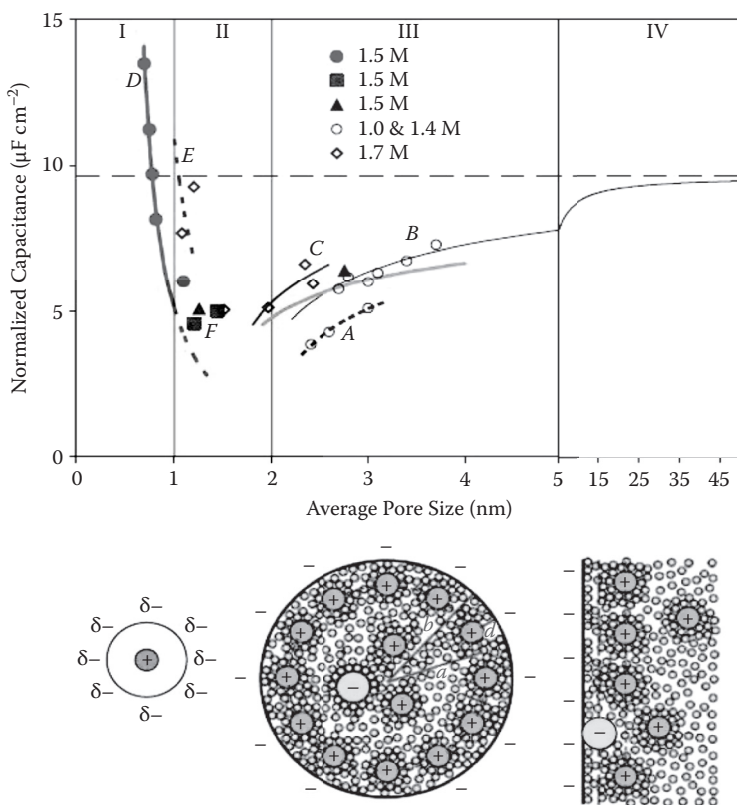 15
I
II
III
IV
D
1.5 M
1.5 M
1.5 M
1.0 & 1.4 M
1.7 M
E
10
C
B
5
F
A
0
Normalized Capacitance (µF cm⁻²)
0
1
2
3
4
5
15
25
35
45
Average Pore Size (nm)
δ– δ– δ–
δ– + δ–
δ– δ– δ–
– – – – – – – – – – – –
+ + + + + + + + + + + + + +
–
b
d
a
– – – – – –
+ + + + + +
–